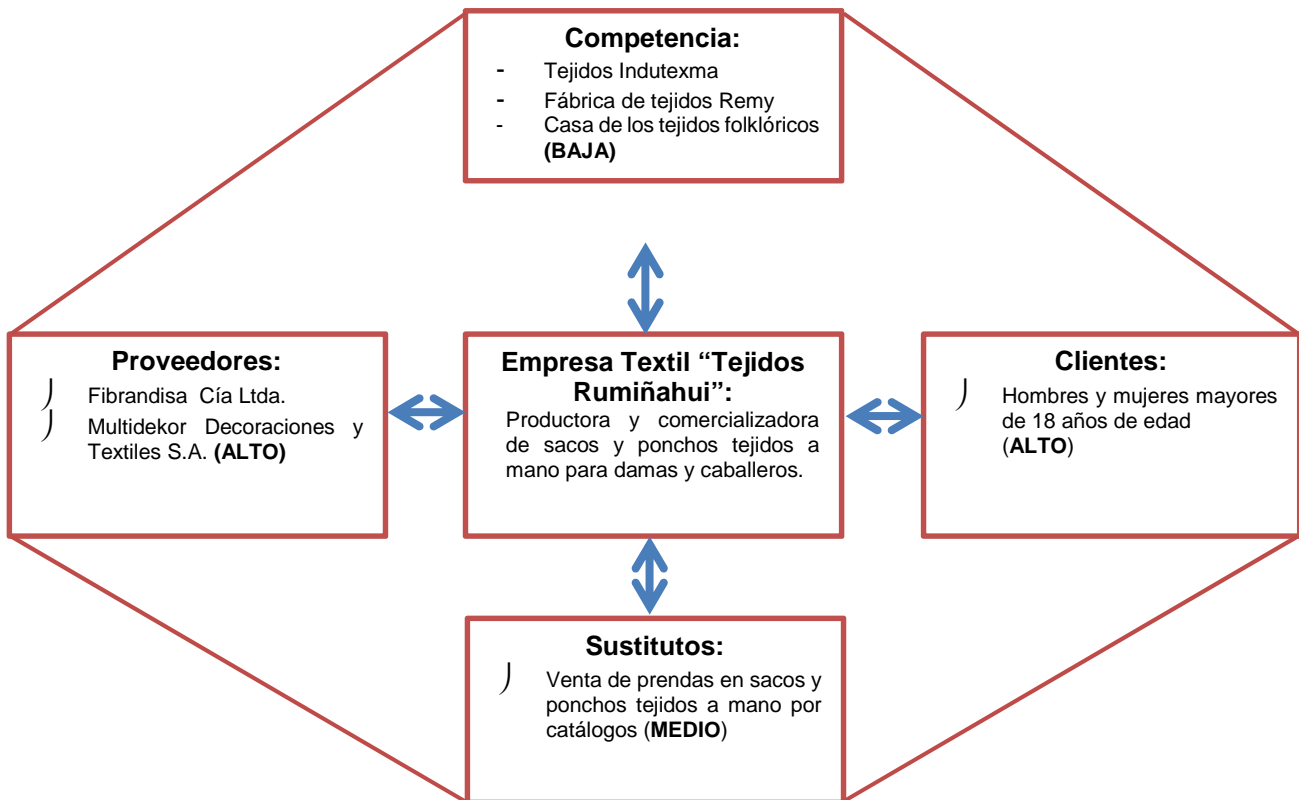 Competencia:
- Tejidos Indutexma
- Fábrica de tejidos Remy
- Casa de los tejidos folklóricos
(BAJA)
Proveedores:
Fibrandisa Cía Ltda.
Multidekor Decoraciones y
Textiles S.A. (ALTO)
Empresa Textil “Tejidos
Rumiñahui”:
Productora y comercializadora
de sacos y ponchos tejidos a
mano para damas y caballeros.
Clientes:
Hombres y mujeres mayores
de 18 años de edad
(ALTO)
Sustitutos:
Venta de prendas en sacos y
ponchos tejidos a mano por
catálogos (MEDIO)